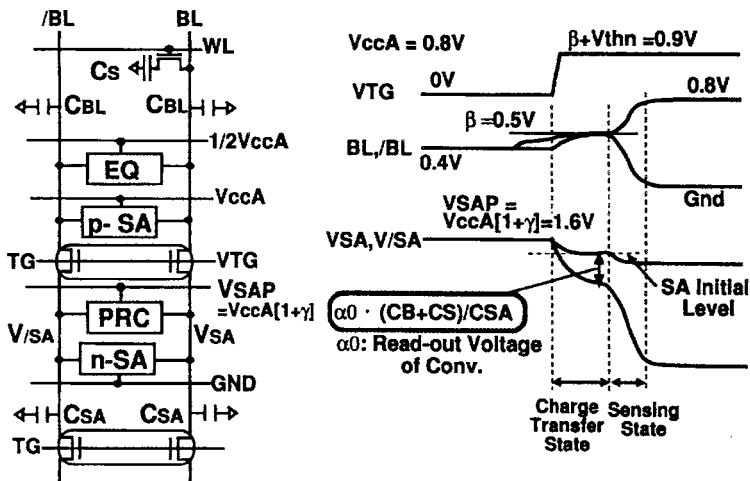 /BL BL
WL
CS
CBL CBL
1/2VccA
EQ
VccA
p- SA
TG VTG
VSAP
=VccA[1+γ]
PRC
V/SA VSA
n-SA
GND
CSA CSA
TG
VccA = 0.8V
β+Vthn =0.9V
0V
VTG
0.8V
β =0.5V
BL,/BL
0.4V
Gnd
VSAP =
VccA[1+γ]=1.6V
VSA,V/SA
SA Initial
Level
α0 · (CB+CS)/CSA
α0: Read-out Voltage
of Conv.
Charge
Transfer
State
Sensing
State